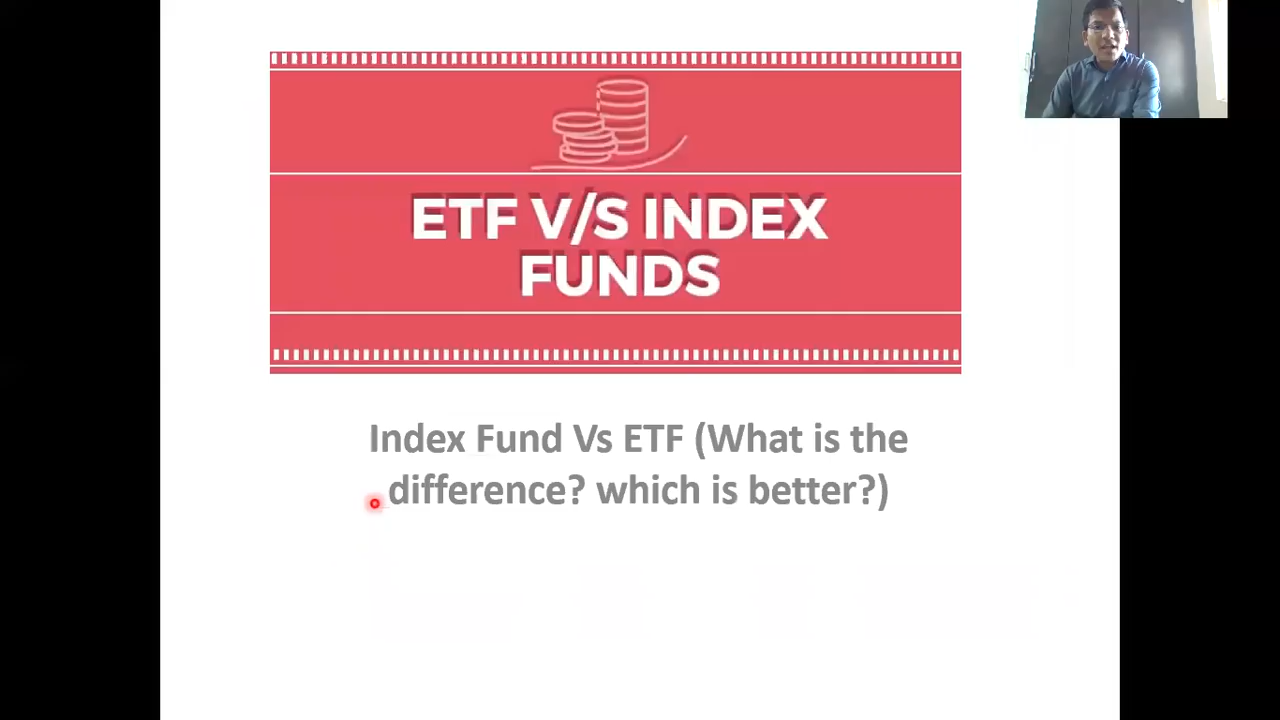 ETF V/S INDEX
FUNDS
Index Fund Vs ETF (What is the
difference? which is better?)